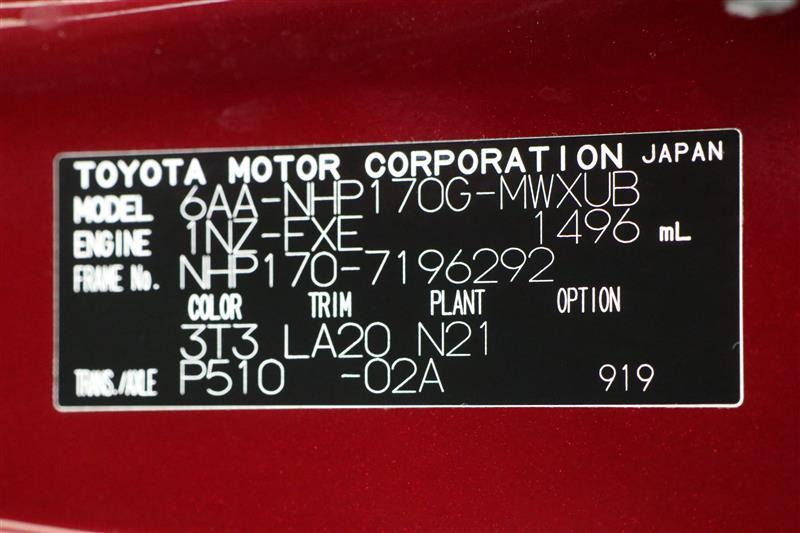 TOYOTA MOTOR CORPORATION JAPAN
MODEL 6AA-NHP170G-MWXUB
ENGINE 1NZ-FXE 1496 mL
FRAME No. NHP170-7196292
COLOR TRIM PLANT OPTION
3T3 LA20 N21
TRANS./AXLE P510 -02A 919